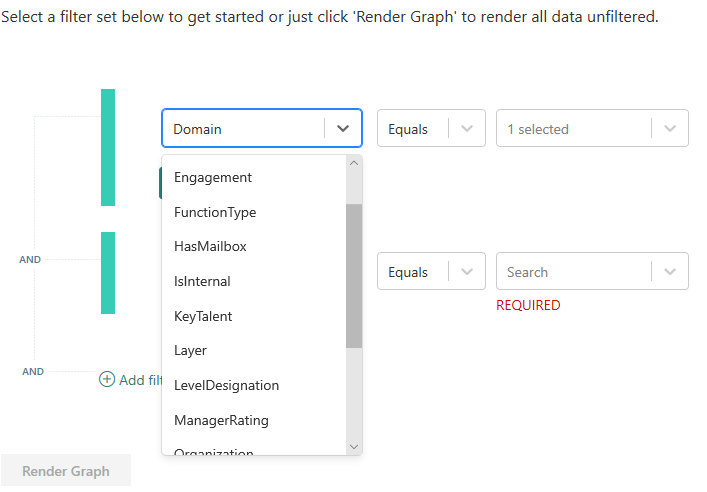 Select a filter set below to get started or just click 'Render Graph' to render all data unfiltered.
Domain
Equals
1 selected
Engagement
FunctionType
HasMailbox
AND
IsInternal
Equals
Search
REQUIRED
KeyTalent
Layer
AND
Add filt
LevelDesignation
ManagerRating
Organization
Render Graph